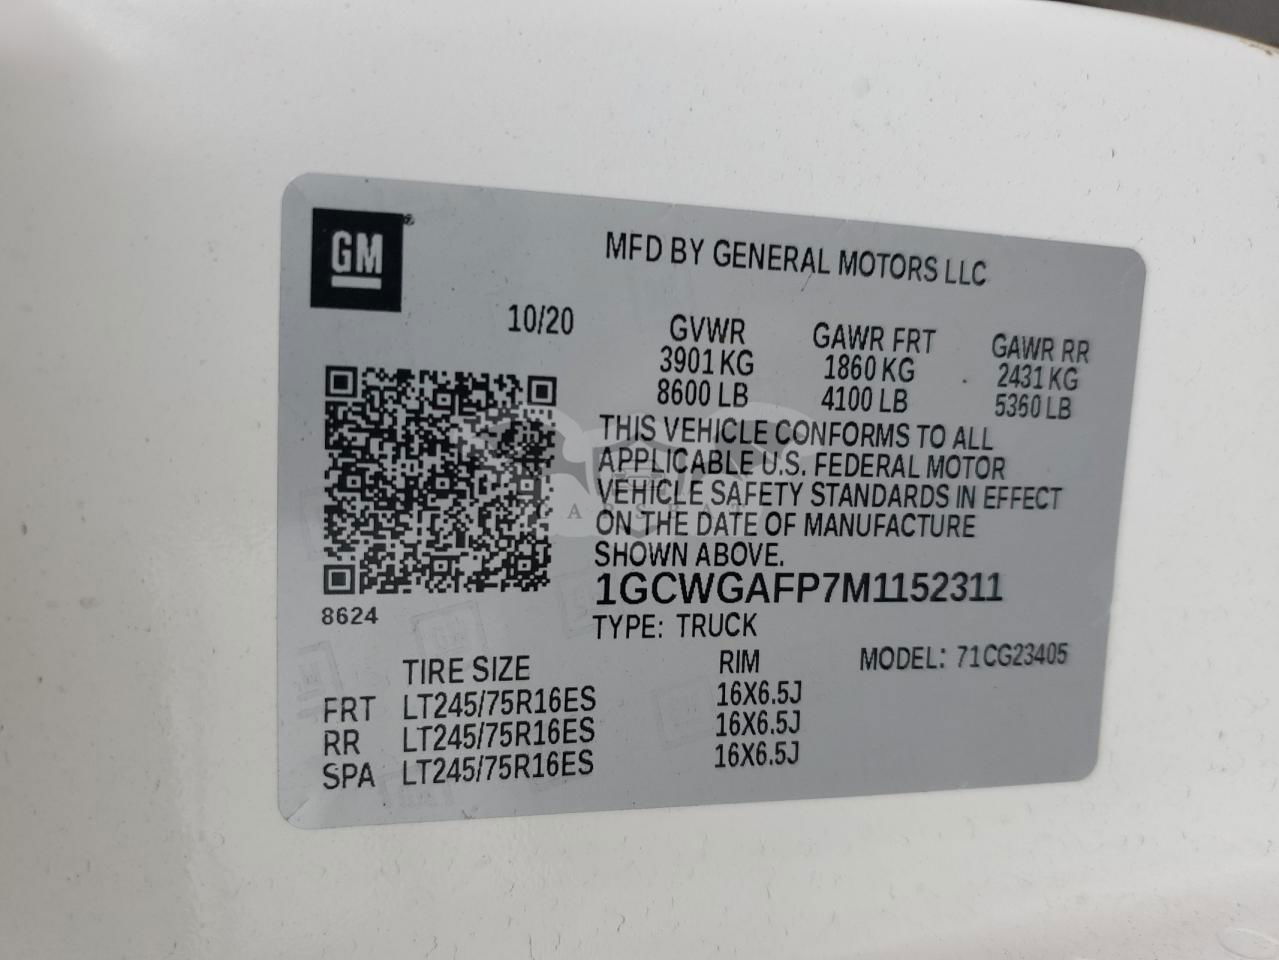 GM
MFD BY GENERAL MOTORS LLC
10/20
GVWR GAWR FRT GAWR RR
3901 KG 1860 KG 2431 KG
8600 LB 4100 LB 5360 LB
THIS VEHICLE CONFORMS TO ALL
APPLICABLE U.S. FEDERAL MOTOR
VEHICLE SAFETY STANDARDS IN EFFECT
ON THE DATE OF MANUFACTURE
SHOWN ABOVE.
1GCWGAFP7M1152311
8624
TYPE: TRUCK
TIRE SIZE RIM MODEL: 71CG23405
FRT LT245/75R16ES 16X6.5J
RR LT245/75R16ES 16X6.5J
SPA LT245/75R16ES 16X6.5J